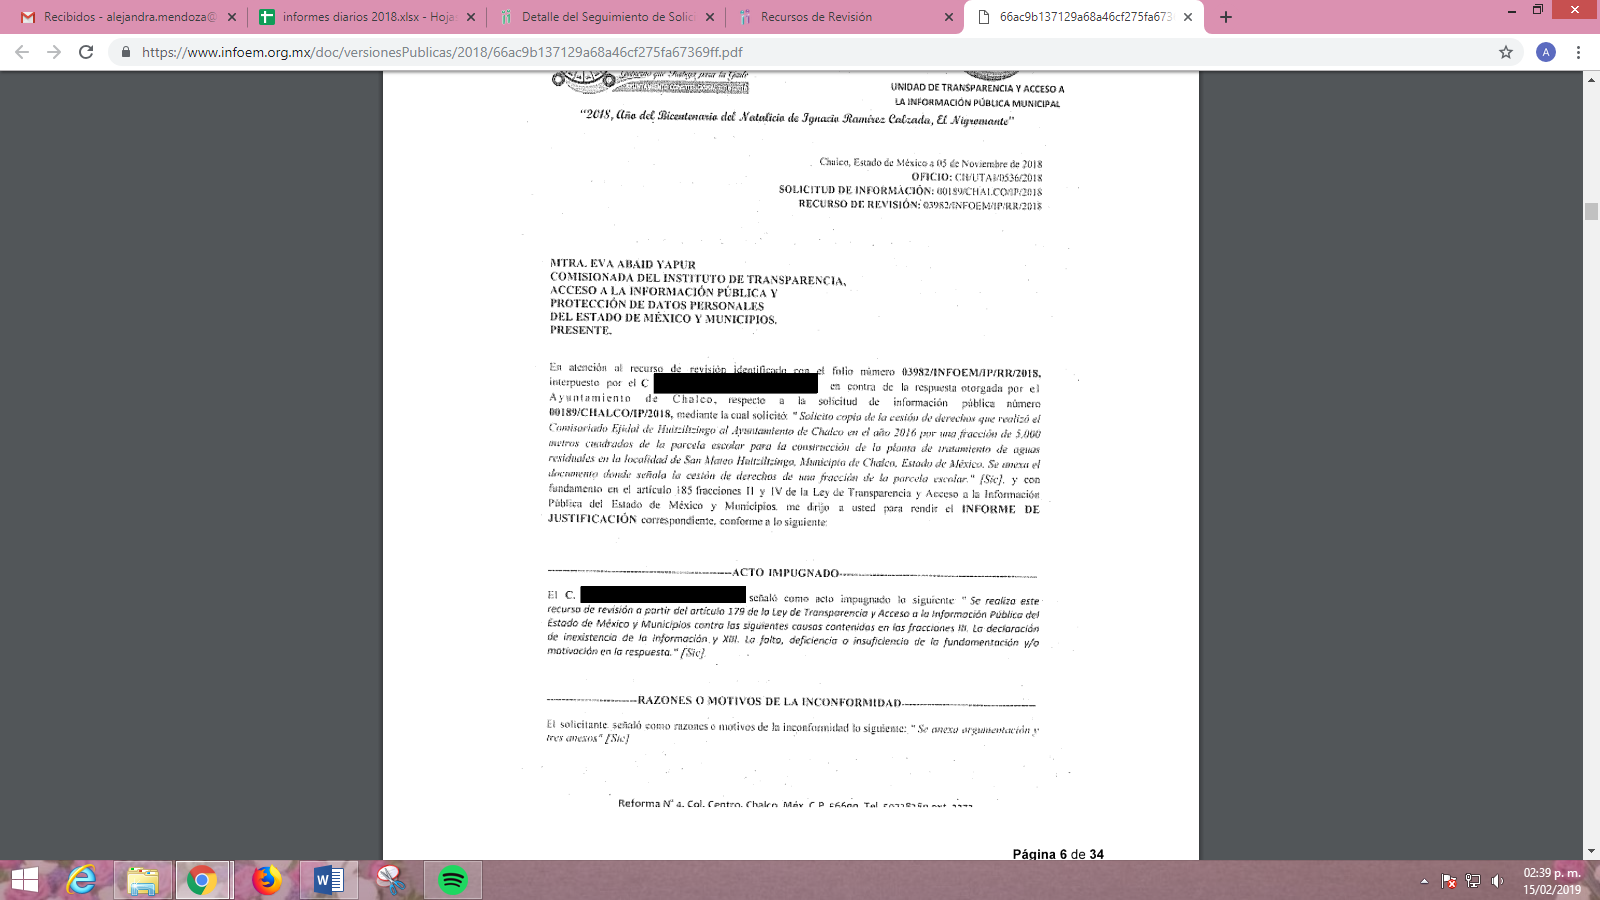 Recibidos - alejandra.mendoza@
informes diarios 2018.xlsx - Hoja
Detalle del Seguimiento de Solic
Recursos de Revisión
66ac9b137129a68a46cf275fa673
https://www.infoem.org.mx/doc/versionesPublicas/2018/66ac9b137129a68a46cf275fa67369ff.pdf
A
Gobierno que Trabaja para la Gente
UNIDAD DE TRANSPARENCIA Y ACCESO A
LA INFORMACIÓN PÚBLICA MUNICIPAL
"2018, Año del Bicentenario del Natalicio de Ignacio Ramírez Calzada, El Nigromante"
Chalco, Estado de México a 05 de Noviembre de 2018
OFICIO: CH/UTAI/0536/2018
SOLICITUD DE INFORMACIÓN: 00189/CHALCO/IP/2018
RECURSO DE REVISIÓN: 03982/INFOEM/IP/RR/2018
MTRA. EVA ABAID YAPUR
COMISIONADA DEL INSTITUTO DE TRANSPARENCIA,
ACCESO A LA INFORMACIÓN PÚBLICA Y
PROTECCIÓN DE DATOS PERSONALES
DEL ESTADO DE MÉXICO Y MUNICIPIOS.
PRESENTE.
En atención al recurso de revisión identificado con el folio número 03982/INFOEM/IP/RR/2018,
interpuesto por el C en contra de la respuesta otorgada por el
Ayuntamiento de Chalco, respecto a la solicitud de información pública número
00189/CHALCO/IP/2018, mediante la cual solicitó: "Solicito copia de la cesión de derechos que realizó el
Comisariado Ejidal de Huitzilzingo al Ayuntamiento de Chalco en el año 2016 por una fracción de 5,000
metros cuadrados de la parcela escolar para la construcción de la planta de tratamiento de aguas
residuales en la localidad de San Mateo Huitzilzingo, Municipio de Chalco, Estado de México. Se anexa el
documento donde señala la cesión de derechos de una fracción de la parcela escolar." [Sic], y con
fundamento en el artículo 185 fracciones II y IV de la Ley de Transparencia y Acceso a la Información
Pública del Estado de México y Municipios, me dirijo a usted para rendir el INFORME DE
JUSTIFICACIÓN correspondiente, conforme a lo siguiente:
ACTO IMPUGNADO
El C. señaló como acto impugnado lo siguiente: "Se realiza este
recurso de revisión a partir del artículo 179 de la Ley de Transparencia y Acceso a la Información Pública del
Estado de México y Municipios contra las siguientes causas contenidas en las fracciones III. La declaración
de inexistencia de la información y XIII. La falta, deficiencia o insuficiencia de la fundamentación y/o
motivación en la respuesta." [Sic].
RAZONES O MOTIVOS DE LA INCONFORMIDAD
El solicitante, señaló como razones o motivos de la inconformidad lo siguiente: "Se anexa argumentación y
tres anexos" [Sic]
Reforma N° 4, Col. Centro, Chalco, Méx. C.P. 56600, Tel.
Página 6 de 34
02:39 p. m.
15/02/2019